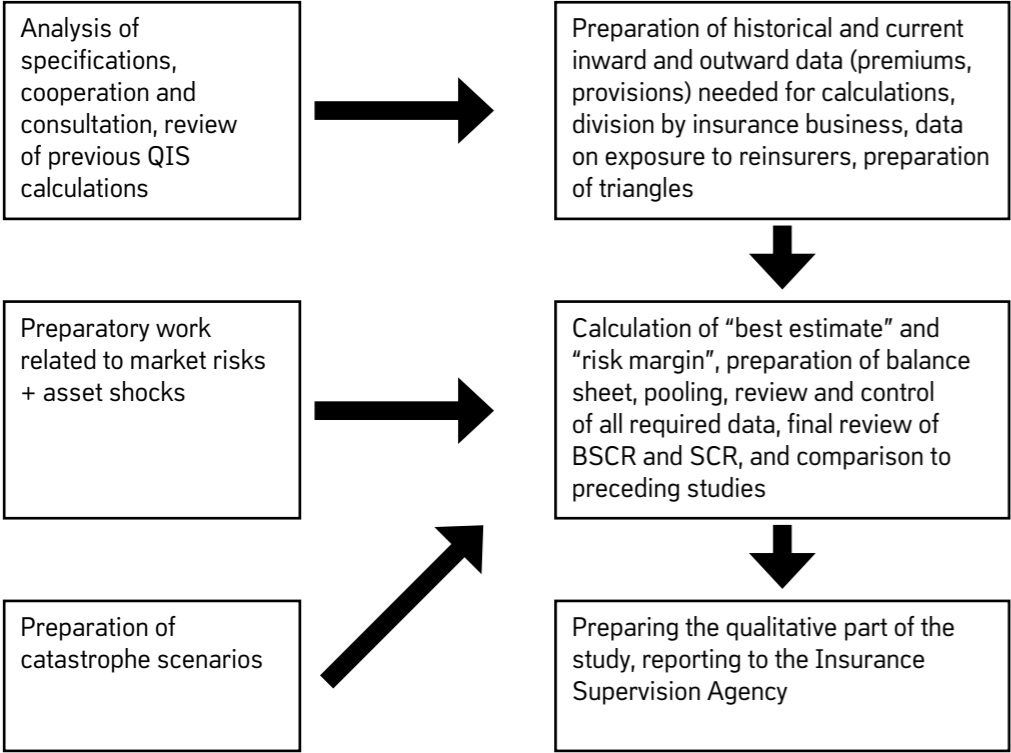 Analysis of
specifications,
cooperation and
consultation, review
of previous QIS
calculations
Preparation of historical and current
inward and outward data (premiums,
provisions) needed for calculations,
division by insurance business, data
on exposure to reinsurers, preparation
of triangles
Preparatory work
related to market risks
+ asset shocks
Calculation of “best estimate” and
“risk margin”, preparation of balance
sheet, pooling, review and control
of all required data, final review of
BSCR and SCR, and comparison to
preceding studies
Preparation of
catastrophe scenarios
Preparing the qualitative part of the
study, reporting to the Insurance
Supervision Agency